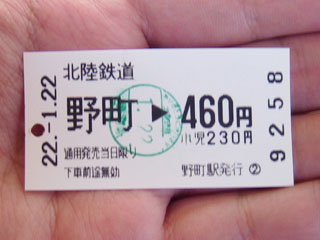 22.-1.22
北陸鉄道
野町 ▶ 460円
小児230円
通用発売当日限り
下車前途無効
野町駅発行 ②
9258